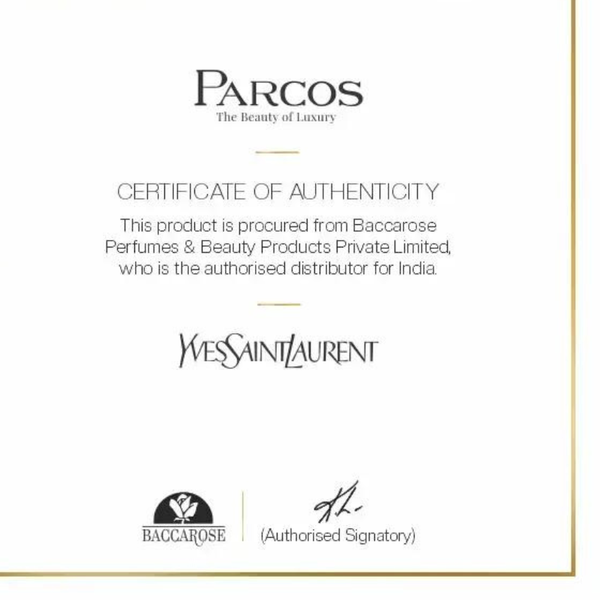 PARCOS
The Beauty of Luxury
CERTIFICATE OF AUTHENTICITY
This product is procured from Baccarose
Perfumes & Beauty Products Private Limited,
who is the authorised distributor for India.
YVESSAINTLAURENT
BACCAROSE
(Authorised Signatory)